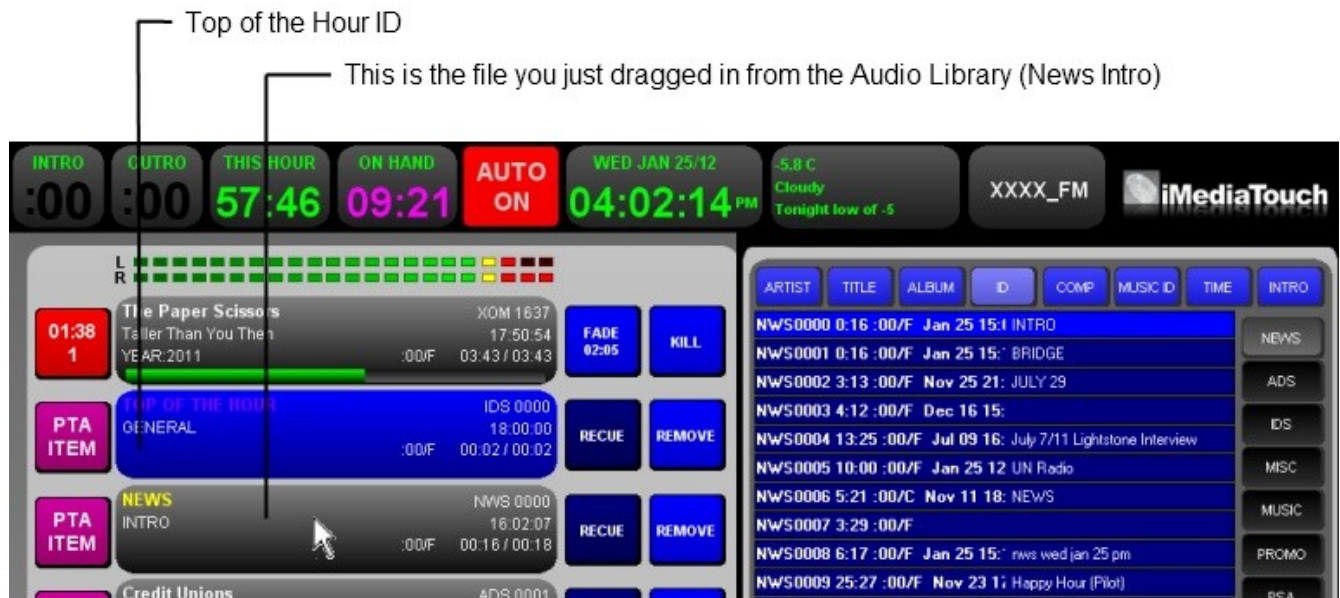 Top of the Hour ID
This is the file you just dragged in from the Audio Library (News Intro)
INTRO :00
OUTRO :00
THIS HOUR 57:46
ON HAND 09:21
AUTO ON
WED JAN 25/12
04:02:14 PM
-5.8 C
Cloudy
Tonight low of -5
XXXX_FM
iMediaTouch
L
R
01:38 1
The Paper Scissors XOM 1637
Taller Than You Then 17:50:54
YEAR:2011 :00/F 03:43 / 03:43
FADE 02:05
KILL
PTA ITEM
TOP OF THE HOUR IDS 0000
GENERAL 18:00:00
:00/F 00:02 / 00:02
RECUE
REMOVE
PTA ITEM
NEWS NWS 0000
INTRO 16:02:07
:00/F 00:16 / 00:18
RECUE
REMOVE
Credit Unions ADS 0001
ARTIST TITLE ALBUM ID COMP MUSIC ID TIME INTRO
NWS0000 0:16 :00/F Jan 25 15: INTRO
NWS0001 0:16 :00/F Jan 25 15: BRIDGE
NWS0002 3:13 :00/F Nov 25 21: JULY 29
NWS0003 4:12 :00/F Dec 16 15:
NWS0004 13:25 :00/F Jul 09 16: July 7/11 Lightstone Interview
NWS0005 10:00 :00/F Jan 25 12 UN Radio
NWS0006 5:21 :00/C Nov 11 18: NEWS
NWS0007 3:29 :00/F
NWS0008 6:17 :00/F Jan 25 15: nws wed jan 25 pm
NWS0009 25:27 :00/F Nov 23 1 Happy Hour (Pilot)
NEWS
ADS
IDS
MISC
MUSIC
PROMO
PSA